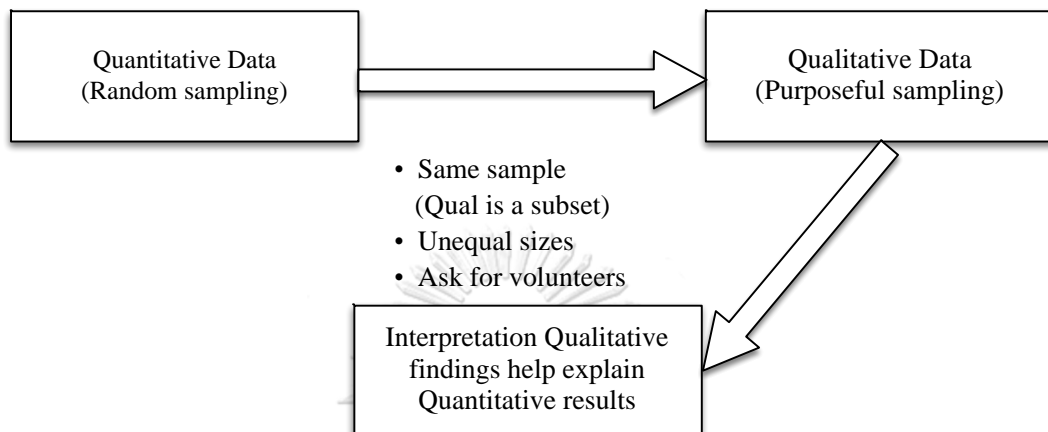 Quantitative Data
(Random sampling)
Qualitative Data
(Purposeful sampling)
• Same sample
(Qual is a subset)
• Unequal sizes
• Ask for volunteers
Interpretation Qualitative
findings help explain
Quantitative results